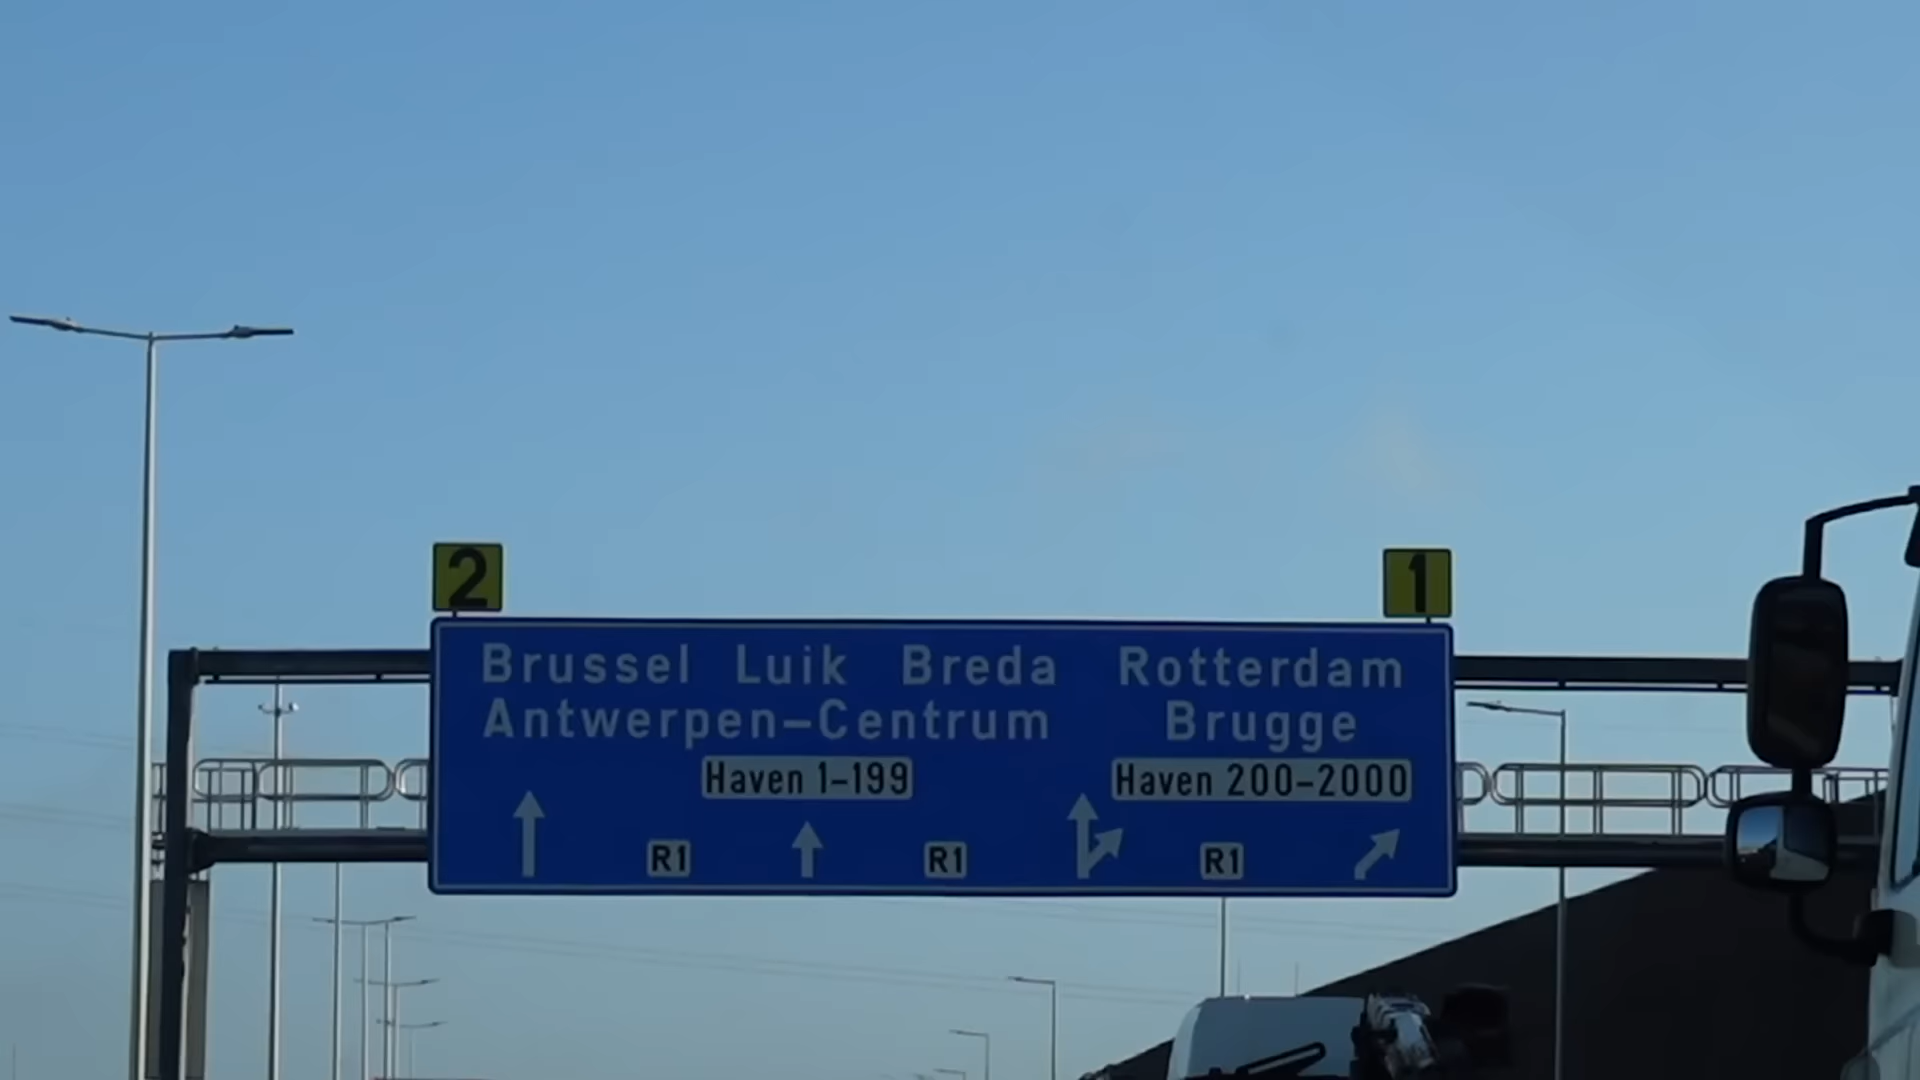 2
1
Brussel Luik Breda
Antwerpen-Centrum
Haven 1-199
Rotterdam
Brugge
Haven 200-2000
R1
R1
R1